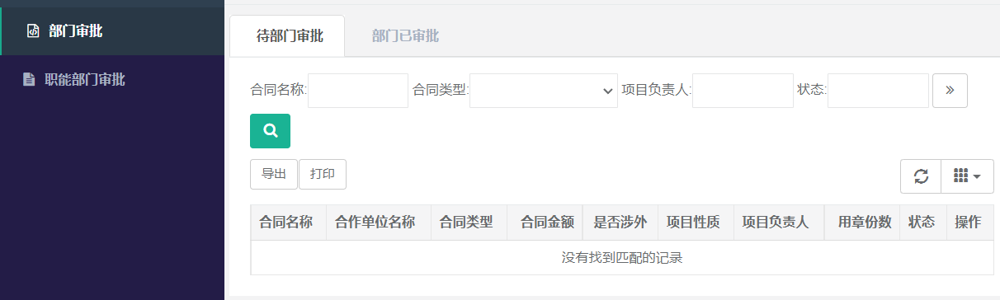 部门审批
职能部门审批
待部门审批 部门已审批
合同名称: 合同类型: 项目负责人: 状态: »
导出 打印
合同名称 合作单位名称 合同类型 合同金额 是否涉外 项目性质 项目负责人 用章份数 状态 操作
没有找到匹配的记录